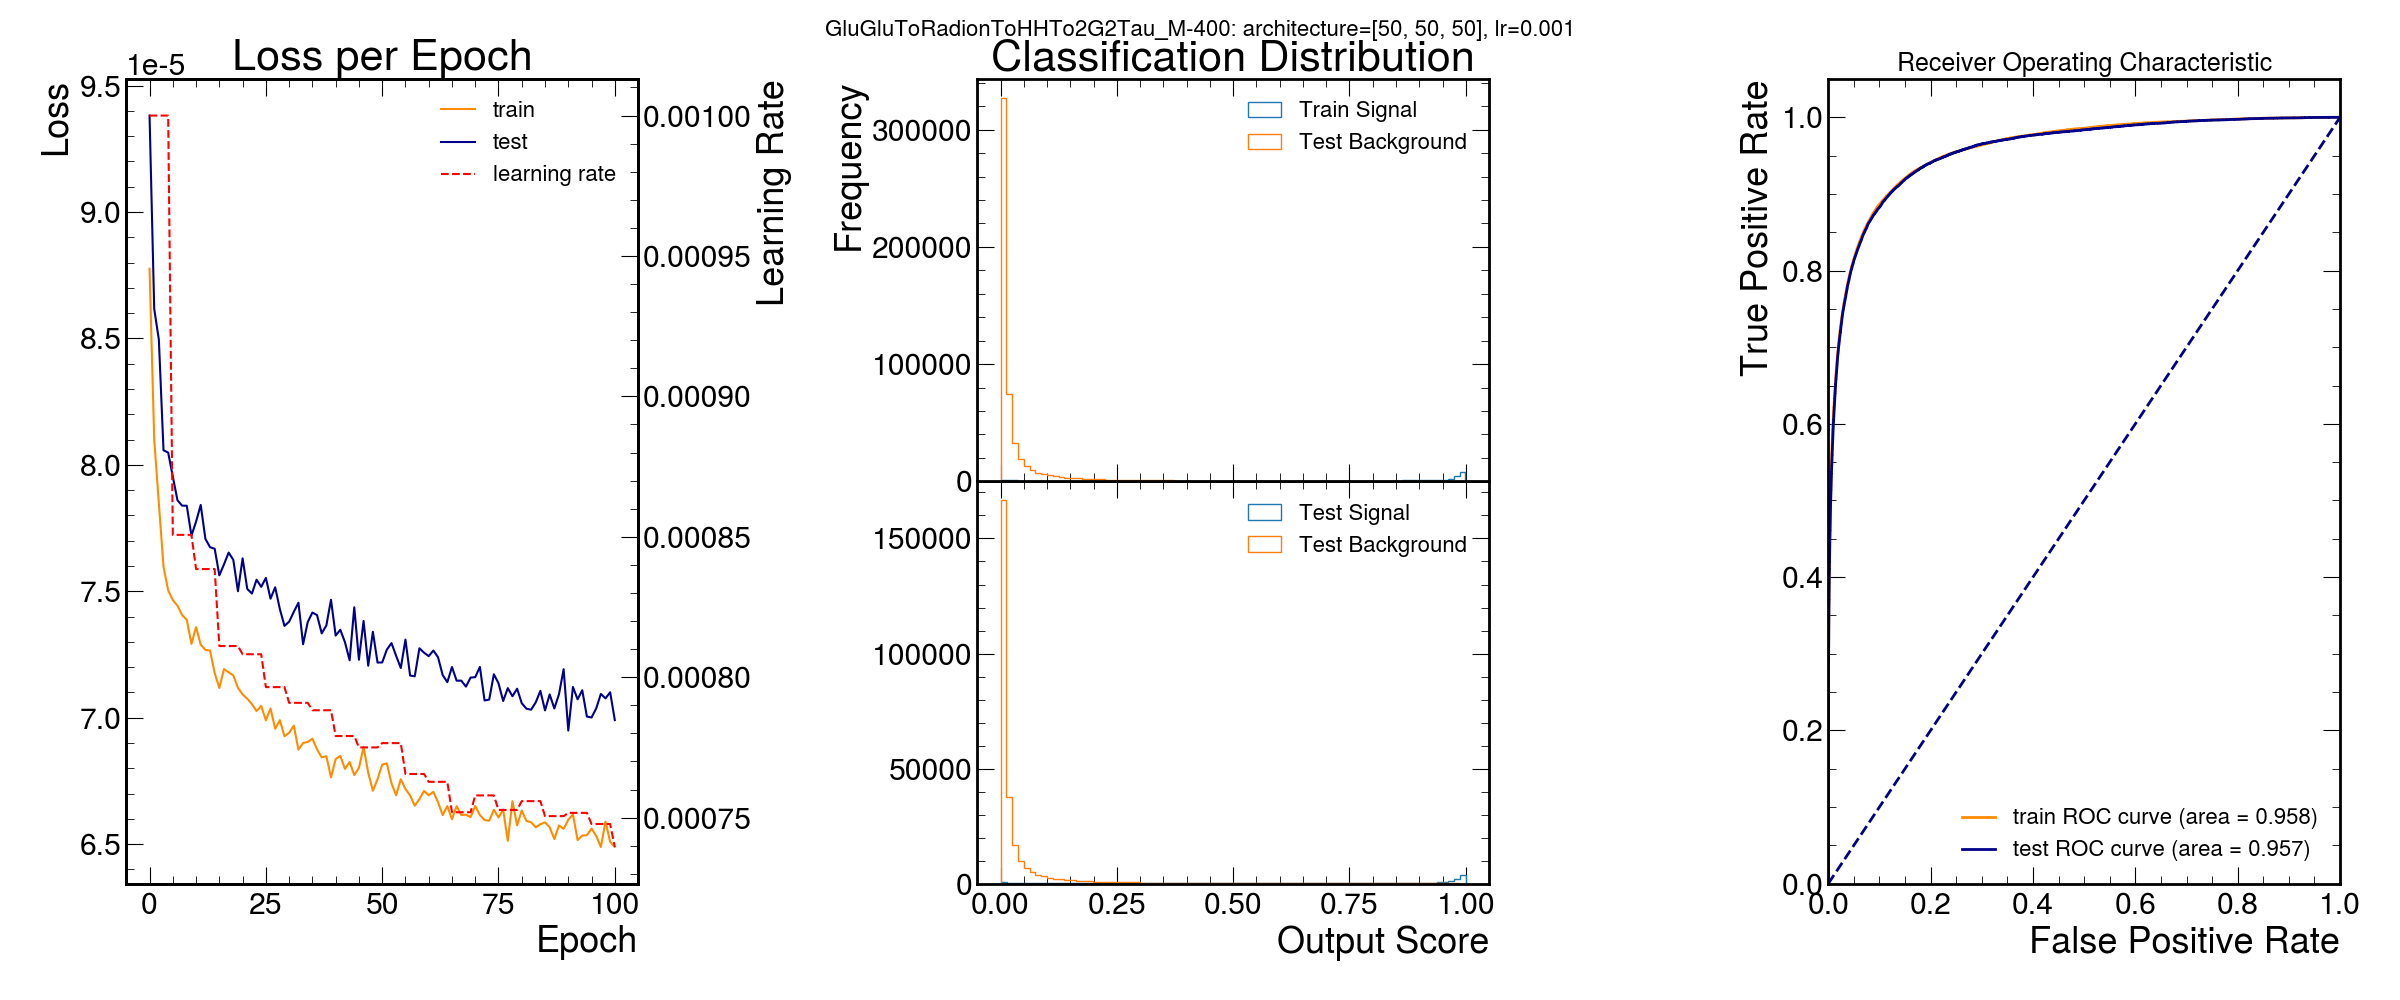 GluGluToRadionToHHTo2G2Tau_M-400: architecture=[50, 50, 50], lr=0.001
Loss per Epoch
1e-5
Loss
9.5
9.0
8.5
8.0
7.5
7.0
6.5
train
test
learning rate
0.00100
0.00095
0.00090
0.00085
0.00080
0.00075
Learning Rate
0
25
50
75
100
Epoch
Classification Distribution
Frequency
300000
200000
100000
0
Train Signal
Test Background
150000
100000
50000
0
Test Signal
Test Background
0.00
0.25
0.50
0.75
1.00
Output Score
Receiver Operating Characteristic
True Positive Rate
1.0
0.8
0.6
0.4
0.2
0.0
train ROC curve (area = 0.958)
test ROC curve (area = 0.957)
0.0
0.2
0.4
0.6
0.8
1.0
False Positive Rate